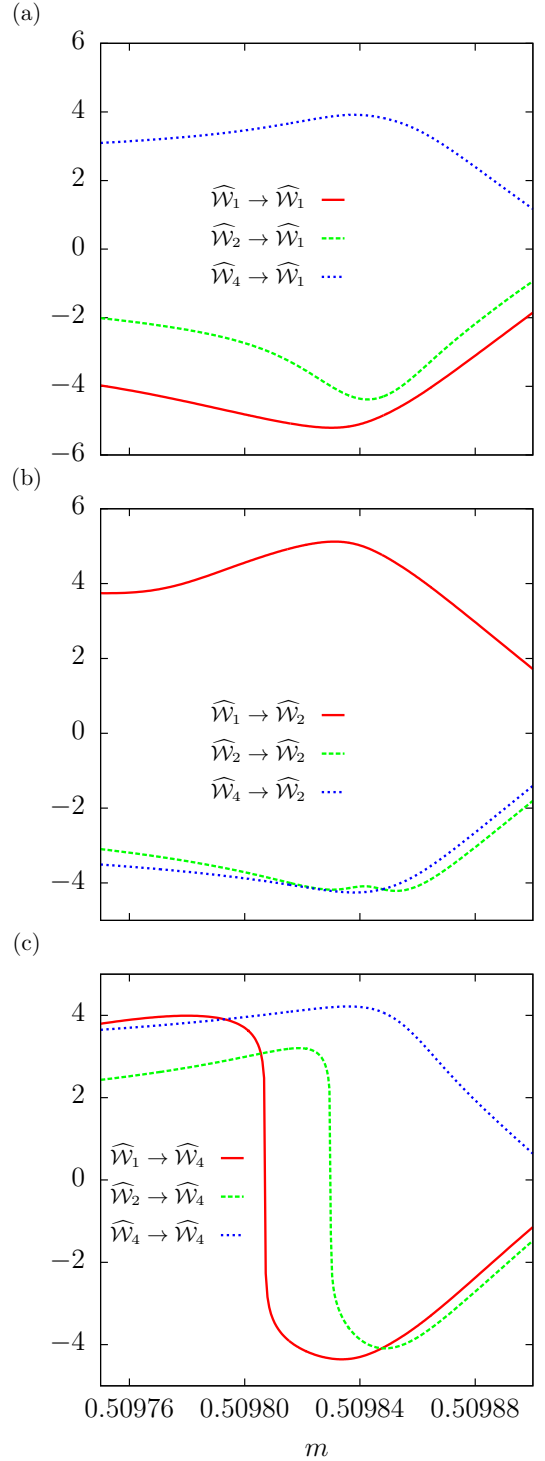 (a)
6
4
2
0
−2
−4
−6
𝒲̂₁ → 𝒲̂₁
𝒲̂₂ → 𝒲̂₁
𝒲̂₄ → 𝒲̂₁
(b)
6
4
2
0
−2
−4
𝒲̂₁ → 𝒲̂₂
𝒲̂₂ → 𝒲̂₂
𝒲̂₄ → 𝒲̂₂
(c)
4
2
0
−2
−4
𝒲̂₁ → 𝒲̂₄
𝒲̂₂ → 𝒲̂₄
𝒲̂₄ → 𝒲̂₄
0.50976 0.50980 0.50984 0.50988
m